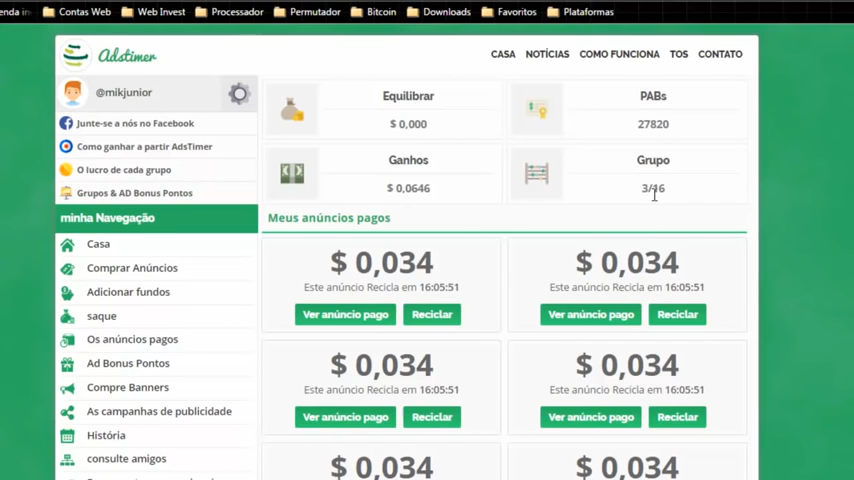 enda in
Contas Web
Web Invest
Processador
Permutador
Bitcoin
Downloads
Favoritos
Plataformas
Adstimer
CASA NOTÍCIAS COMO FUNCIONA TOS CONTATO
@mikjunior
Junte-se a nós no Facebook
Como ganhar a partir AdsTimer
O lucro de cada grupo
Grupos & AD Bonus Pontos
minha Navegação
Casa
Comprar Anúncios
Adicionar fundos
saque
Os anúncios pagos
Ad Bonus Pontos
Compre Banners
As campanhas de publicidade
História
consulte amigos
Equilibrar
$ 0,000
PABs
27820
Ganhos
$ 0,0646
Grupo
3/16
Meus anúncios pagos
$ 0,034
Este anúncio Recicla em 16:05:51
Ver anúncio pago Reciclar
$ 0,034
Este anúncio Recicla em 16:05:51
Ver anúncio pago Reciclar
$ 0,034
Este anúncio Recicla em 16:05:51
Ver anúncio pago Reciclar
$ 0,034
Este anúncio Recicla em 16:05:51
Ver anúncio pago Reciclar
$ 0,034
$ 0,034